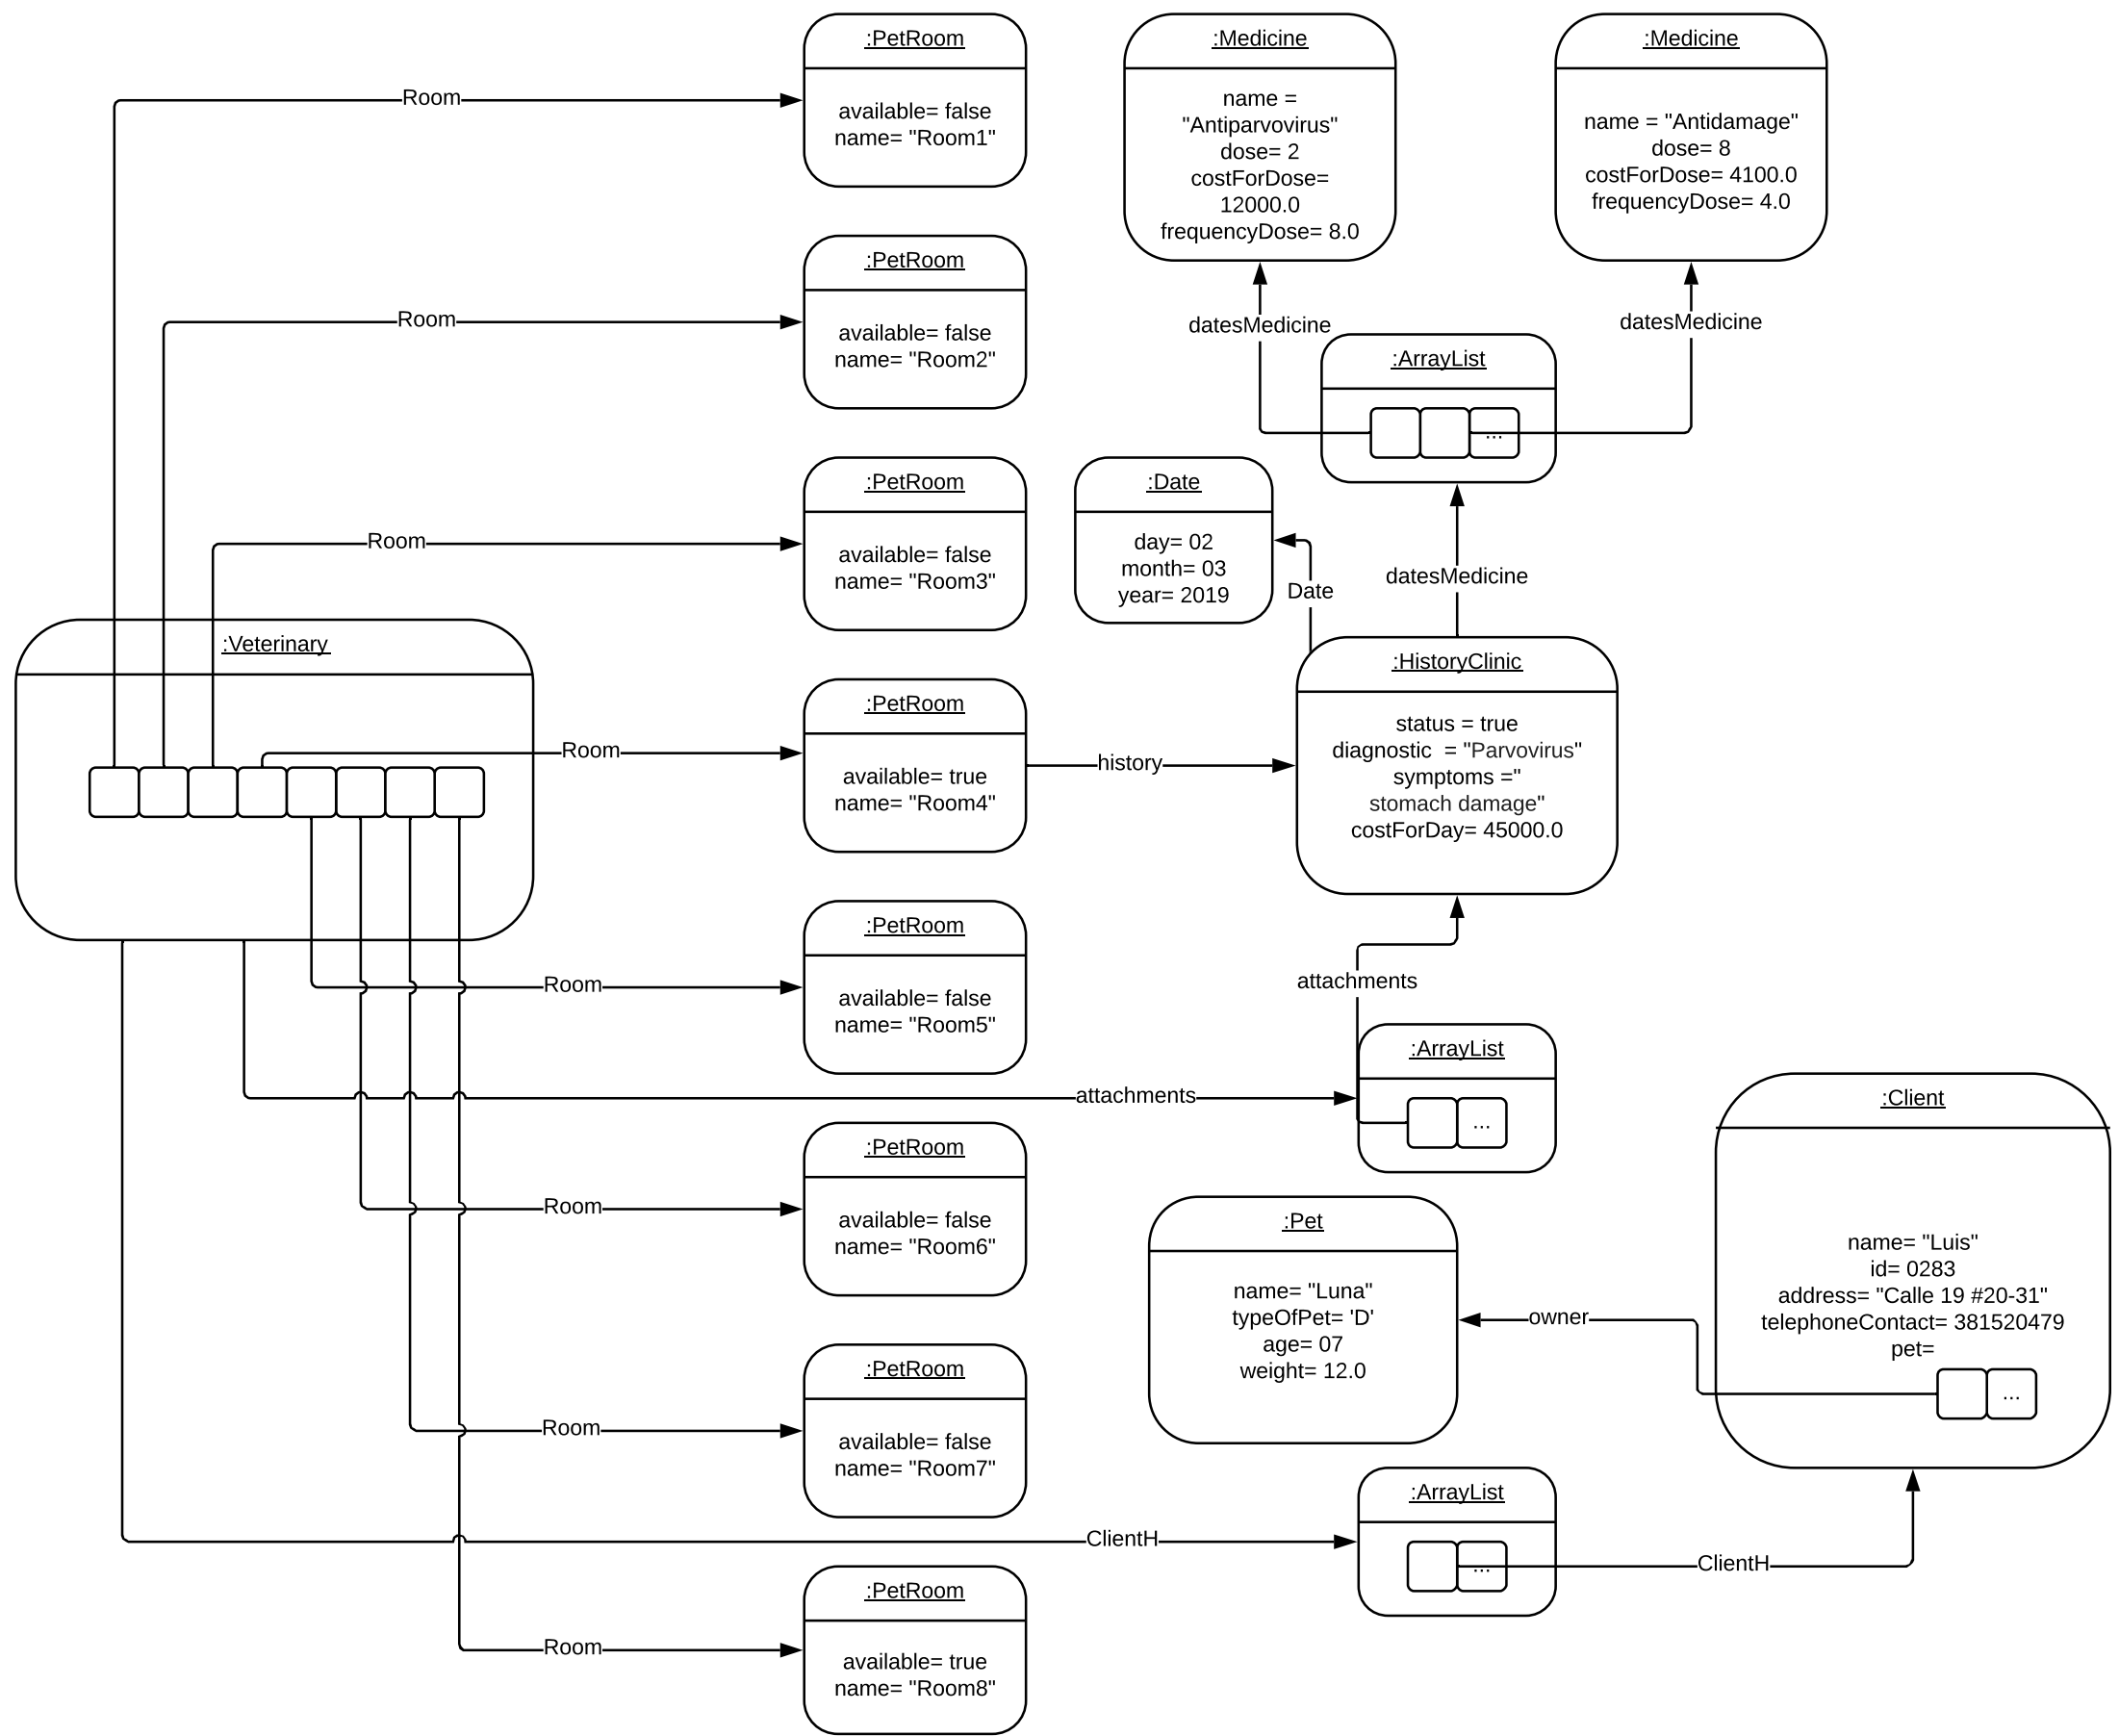 :PetRoom
available= false
name= "Room1"
Room
:Medicine
name =
"Antiparvovirus"
dose= 2
costForDose=
12000.0
frequencyDose= 8.0
:Medicine
name = "Antidamage"
dose= 8
costForDose= 4100.0
frequencyDose= 4.0
:PetRoom
available= false
name= "Room2"
Room
datesMedicine
datesMedicine
:ArrayList
...
:PetRoom
available= false
name= "Room3"
Room
:Date
day= 02
month= 03
year= 2019
Date
datesMedicine
:Veterinary
:PetRoom
available= true
name= "Room4"
Room
history
:HistoryClinic
status = true
diagnostic  = "Parvovirus"
symptoms ="
stomach damage"
costForDay= 45000.0
:PetRoom
available= false
name= "Room5"
Room
attachments
attachments
:ArrayList
...
:PetRoom
available= false
name= "Room6"
Room
:Pet
name= "Luna"
typeOfPet= 'D'
age= 07
weight= 12.0
owner
:Client
name= "Luis"
id= 0283
address= "Calle 19 #20-31"
telephoneContact= 381520479
pet=
...
:PetRoom
available= false
name= "Room7"
Room
ClientH
:ArrayList
...
ClientH
:PetRoom
available= true
name= "Room8"
Room